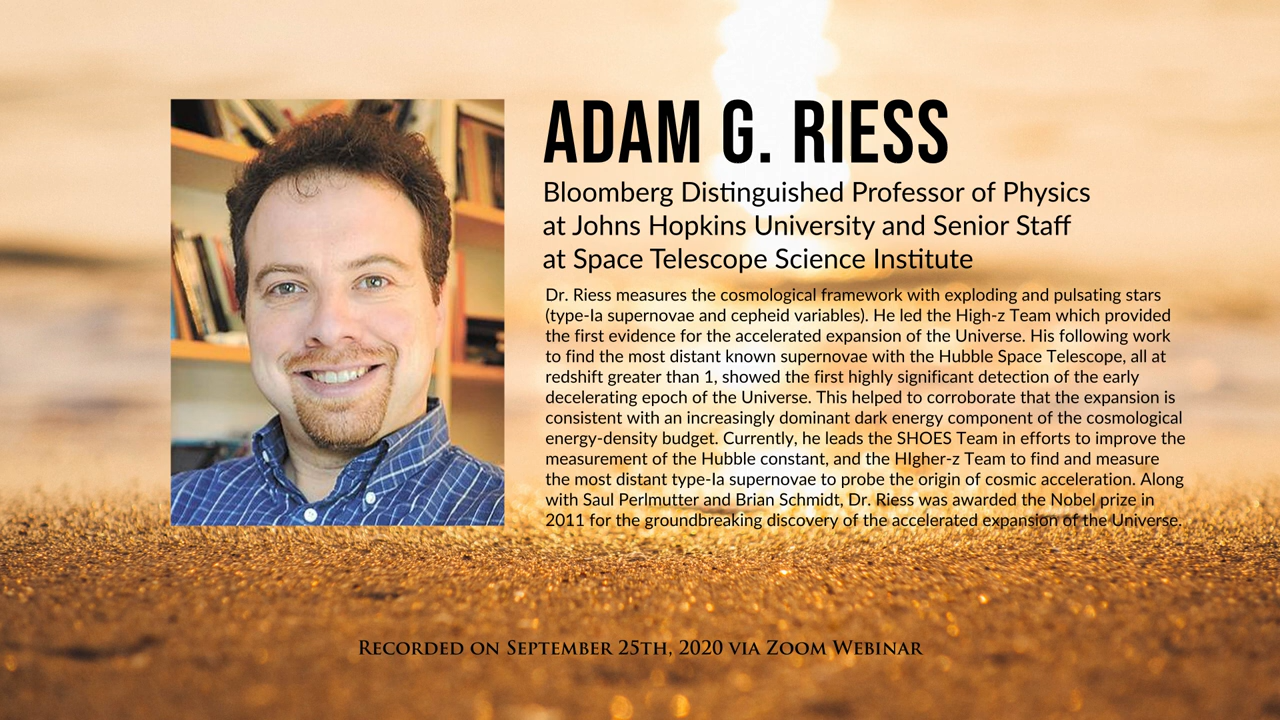 ADAM G. RIESS
Bloomberg Distinguished Professor of Physics
at Johns Hopkins University and Senior Staff
at Space Telescope Science Institute
Dr. Riess measures the cosmological framework with exploding and pulsating stars
(type-Ia supernovae and cepheid variables). He led the High-z Team which provided
the first evidence for the accelerated expansion of the Universe. His following work
to find the most distant known supernovae with the Hubble Space Telescope, all at
redshift greater than 1, showed the first highly significant detection of the early
decelerating epoch of the Universe. This helped to corroborate that the expansion is
consistent with an increasingly dominant dark energy component of the cosmological
energy-density budget. Currently, he leads the SHOES Team in efforts to improve the
measurement of the Hubble constant, and the HIgher-z Team to find and measure
the most distant type-Ia supernovae to probe the origin of cosmic acceleration. Along
with Saul Perlmutter and Brian Schmidt, Dr. Riess was awarded the Nobel prize in
2011 for the groundbreaking discovery of the accelerated expansion of the Universe.
Recorded on September 25th, 2020 via Zoom Webinar